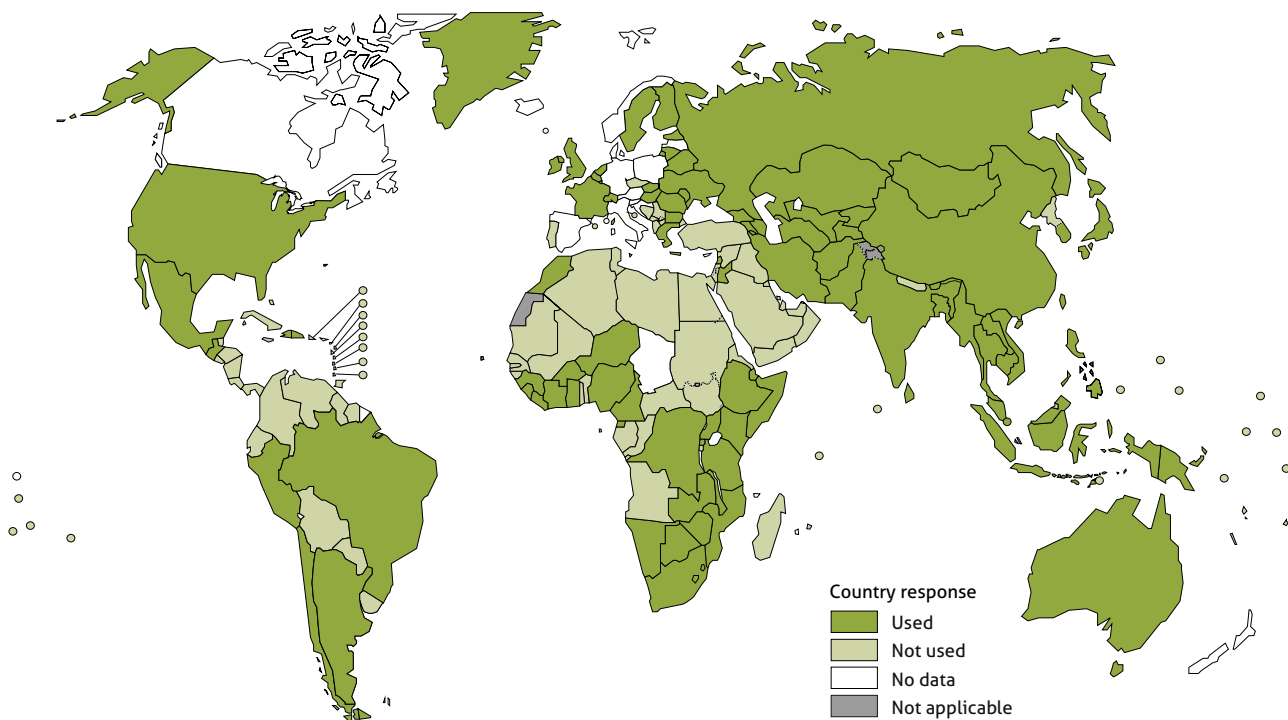 Country response
Used
Not used
No data
Not applicable